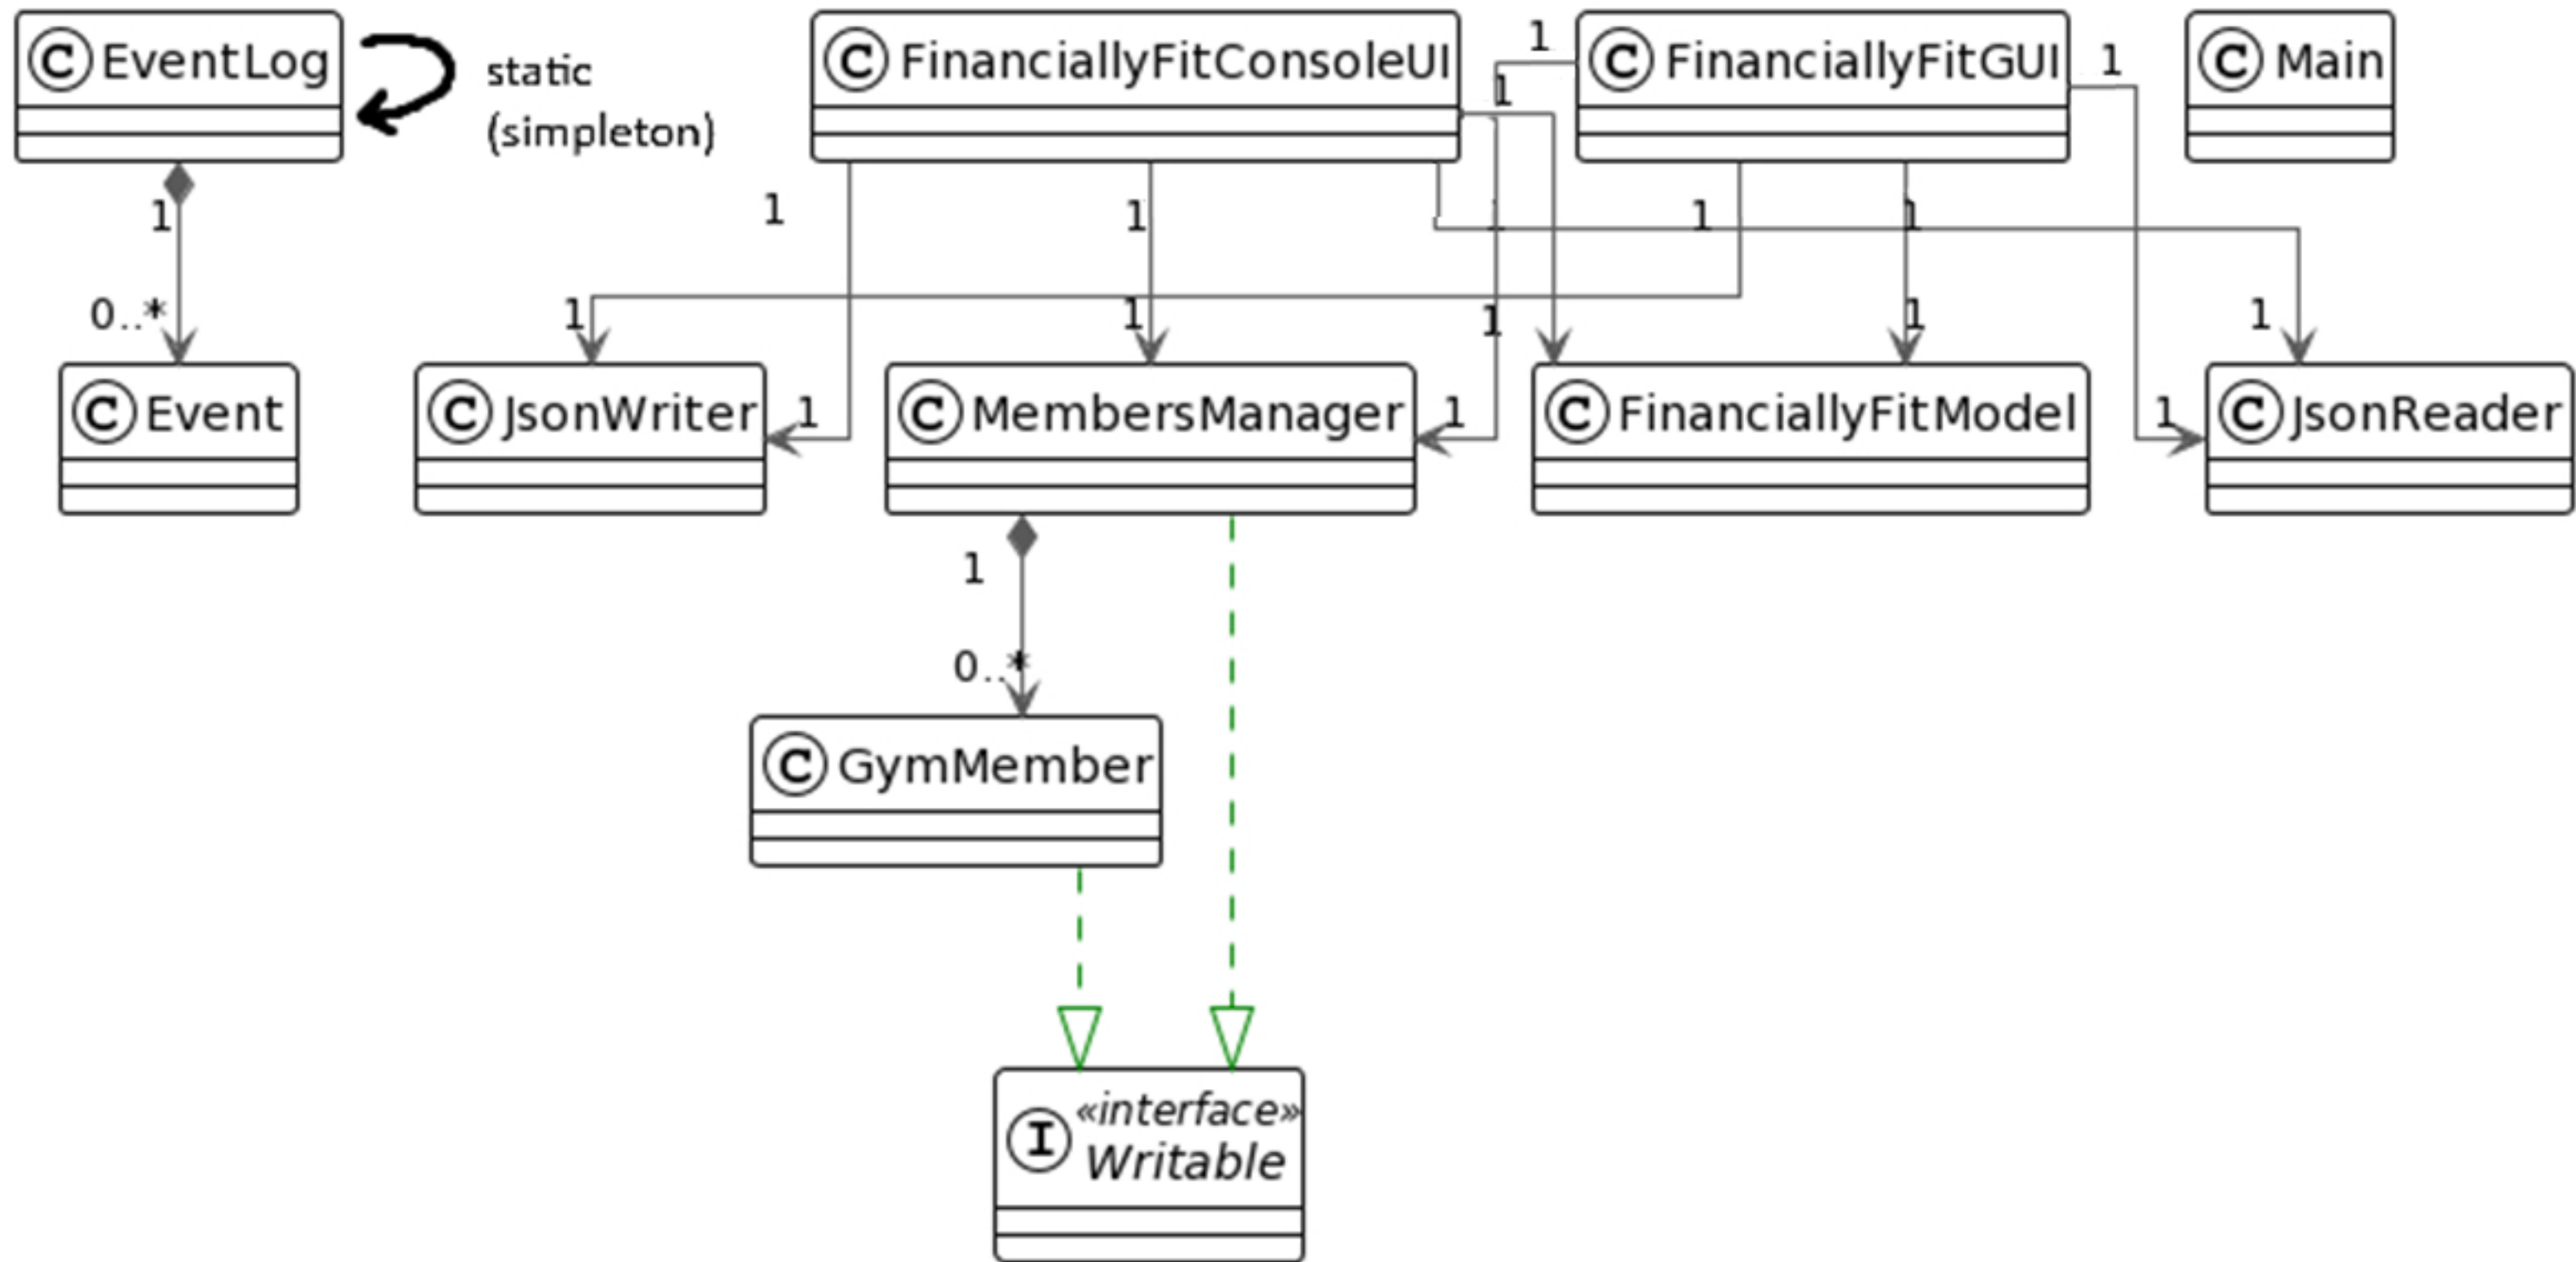 C EventLog
static
(simpleton)
C FinanciallyFitConsoleUI
1
1
C FinanciallyFitGUI
1
C Main
1
0..*
1
1
1
1
1
1
1
1
1
1
1
C Event
C JsonWriter
1
C MembersManager
1
C FinanciallyFitModel
1
C JsonReader
1
0..*
C GymMember
I «interface»
Writable